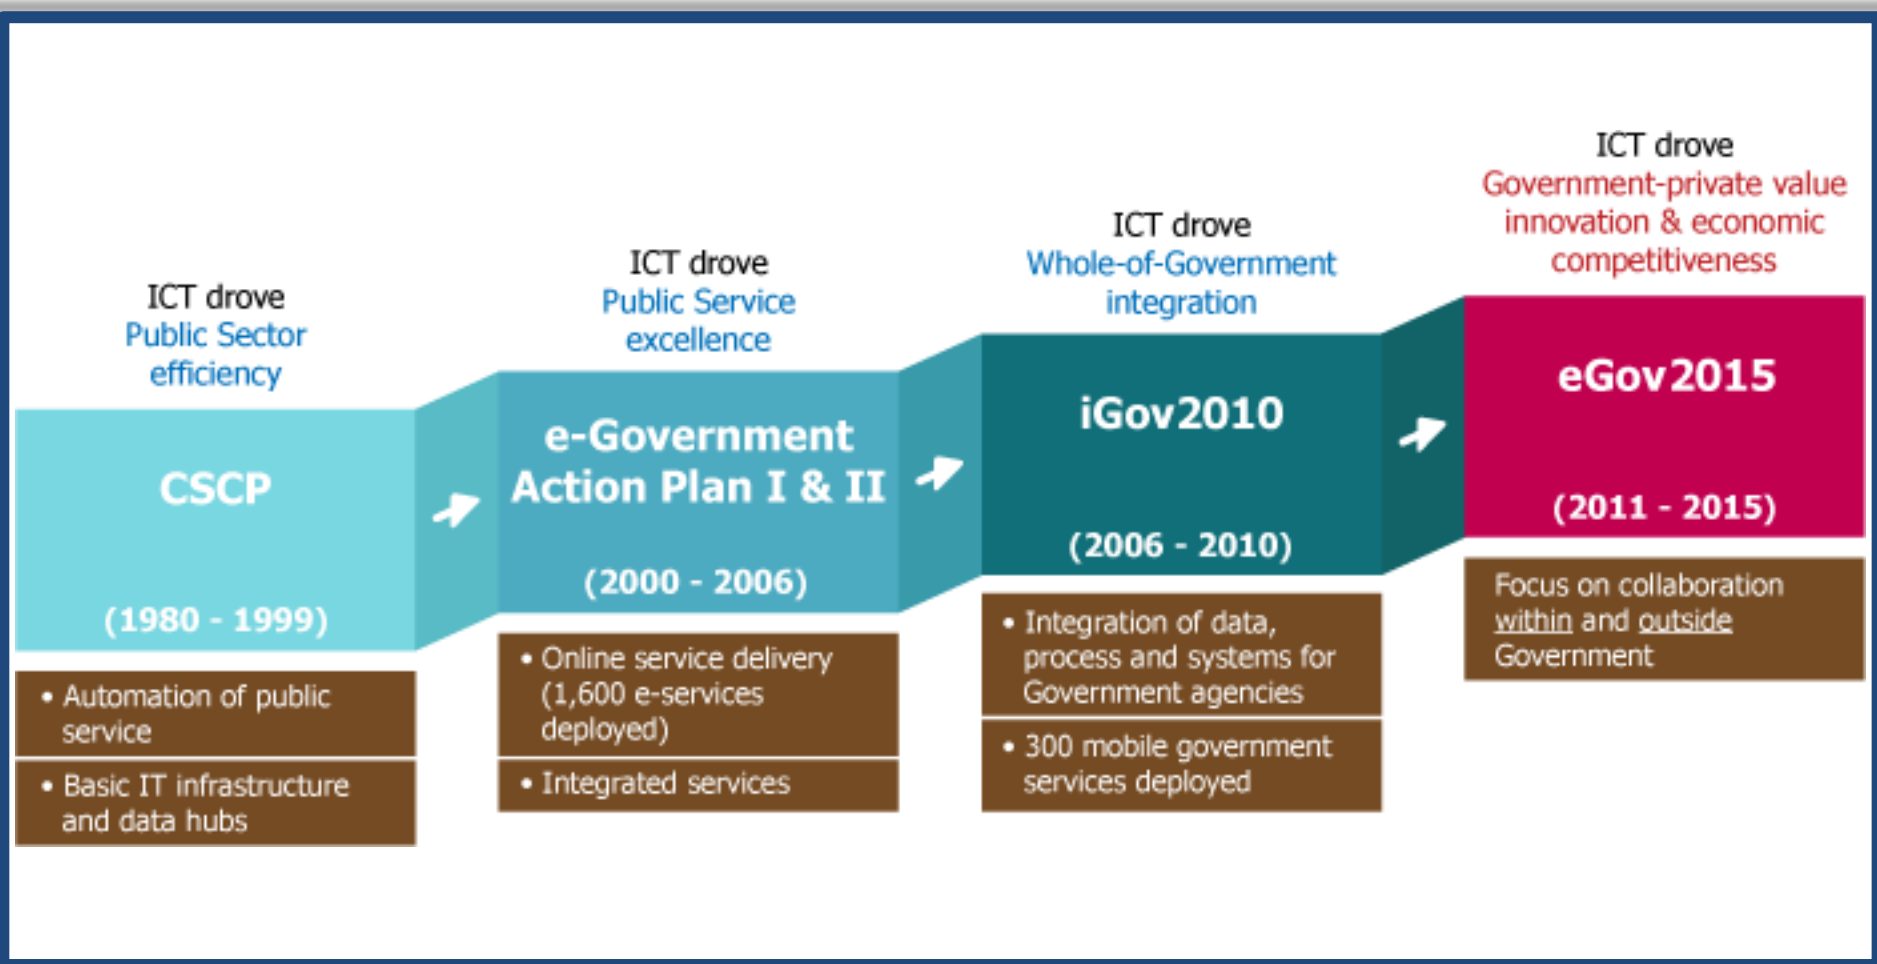 ICT drove
Public Sector
efficiency
CSCP
(1980 - 1999)
• Automation of public
service
• Basic IT infrastructure
and data hubs
ICT drove
Public Service
excellence
e-Government
Action Plan I & II
(2000 - 2006)
• Online service delivery
(1,600 e-services
deployed)
• Integrated services
ICT drove
Whole-of-Government
integration
iGov2010
(2006 - 2010)
• Integration of data,
process and systems for
Government agencies
• 300 mobile government
services deployed
ICT drove
Government-private value
innovation & economic
competitiveness
eGov2015
(2011 - 2015)
Focus on collaboration
within and outside
Government